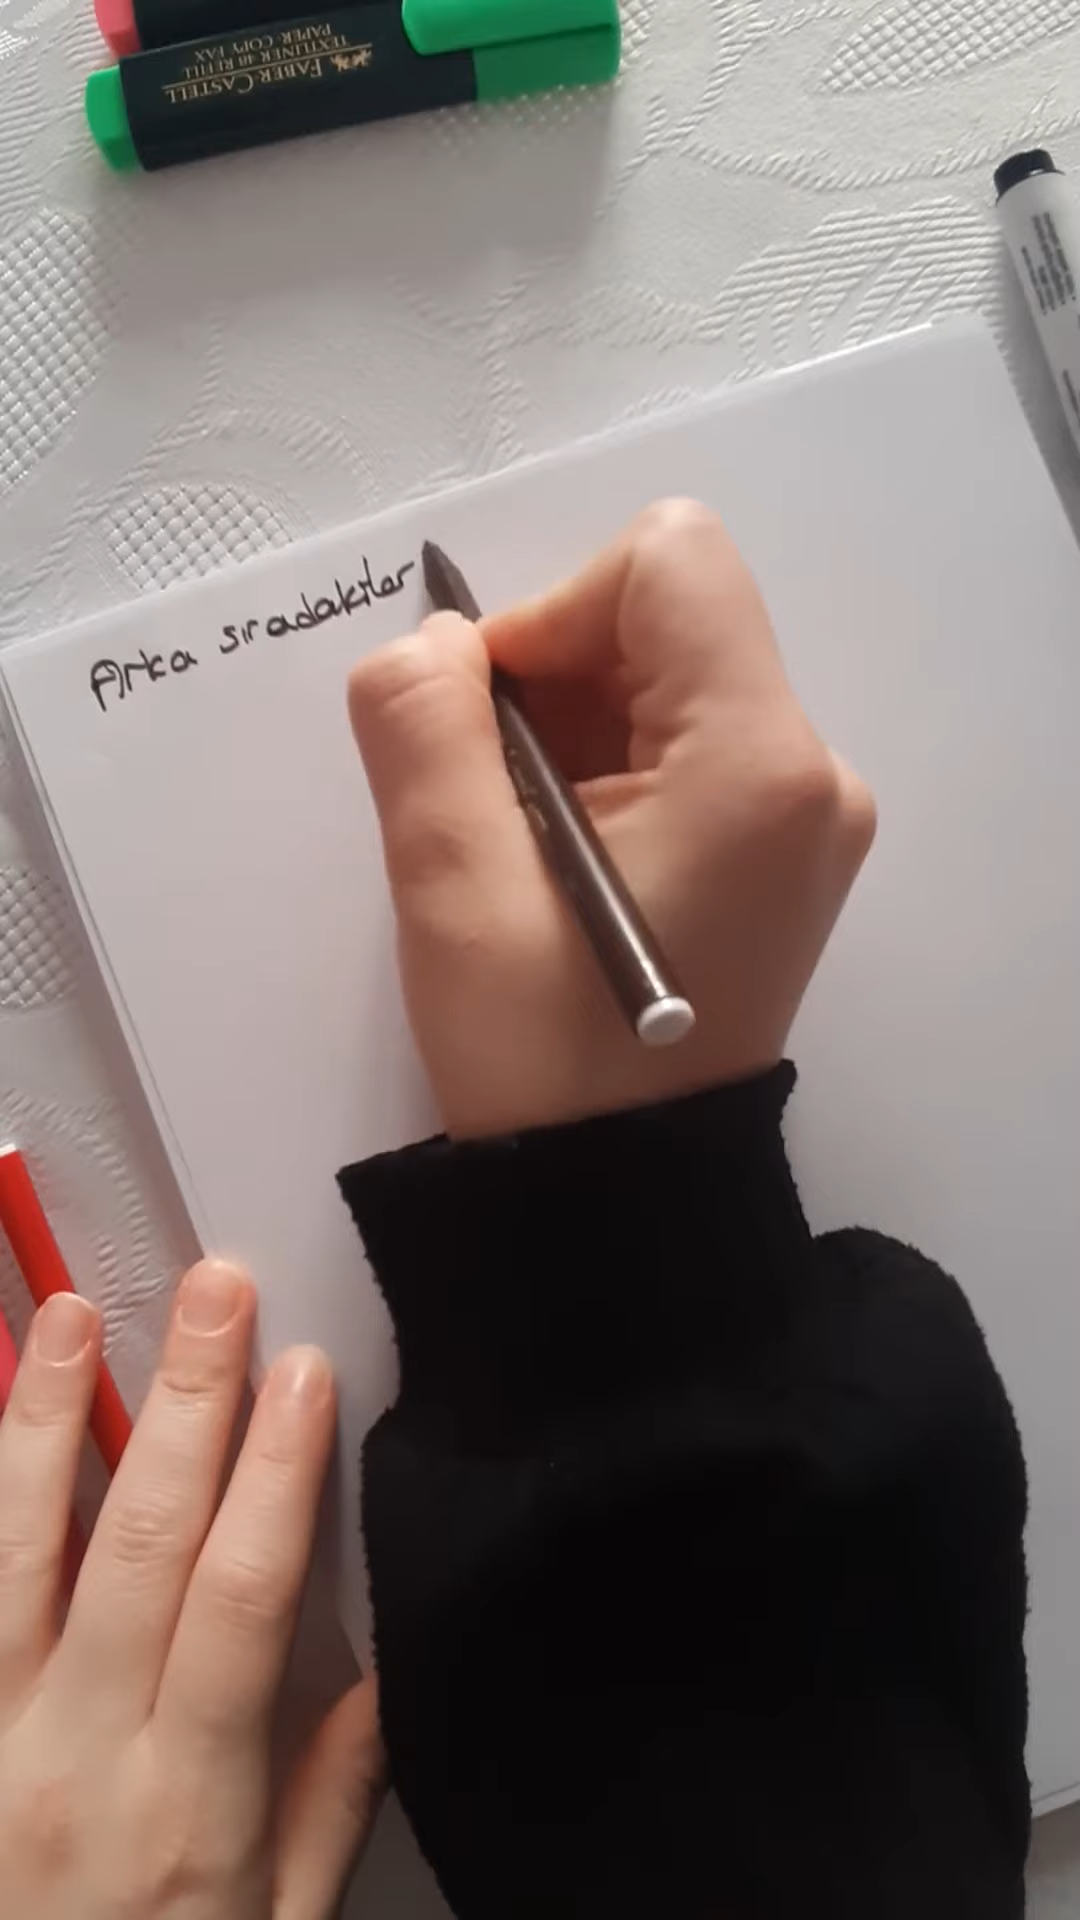 FABER-CASTELL
TEXTLINER 48 REFILL
PAPER COPY FAX
Arka sıradakiler